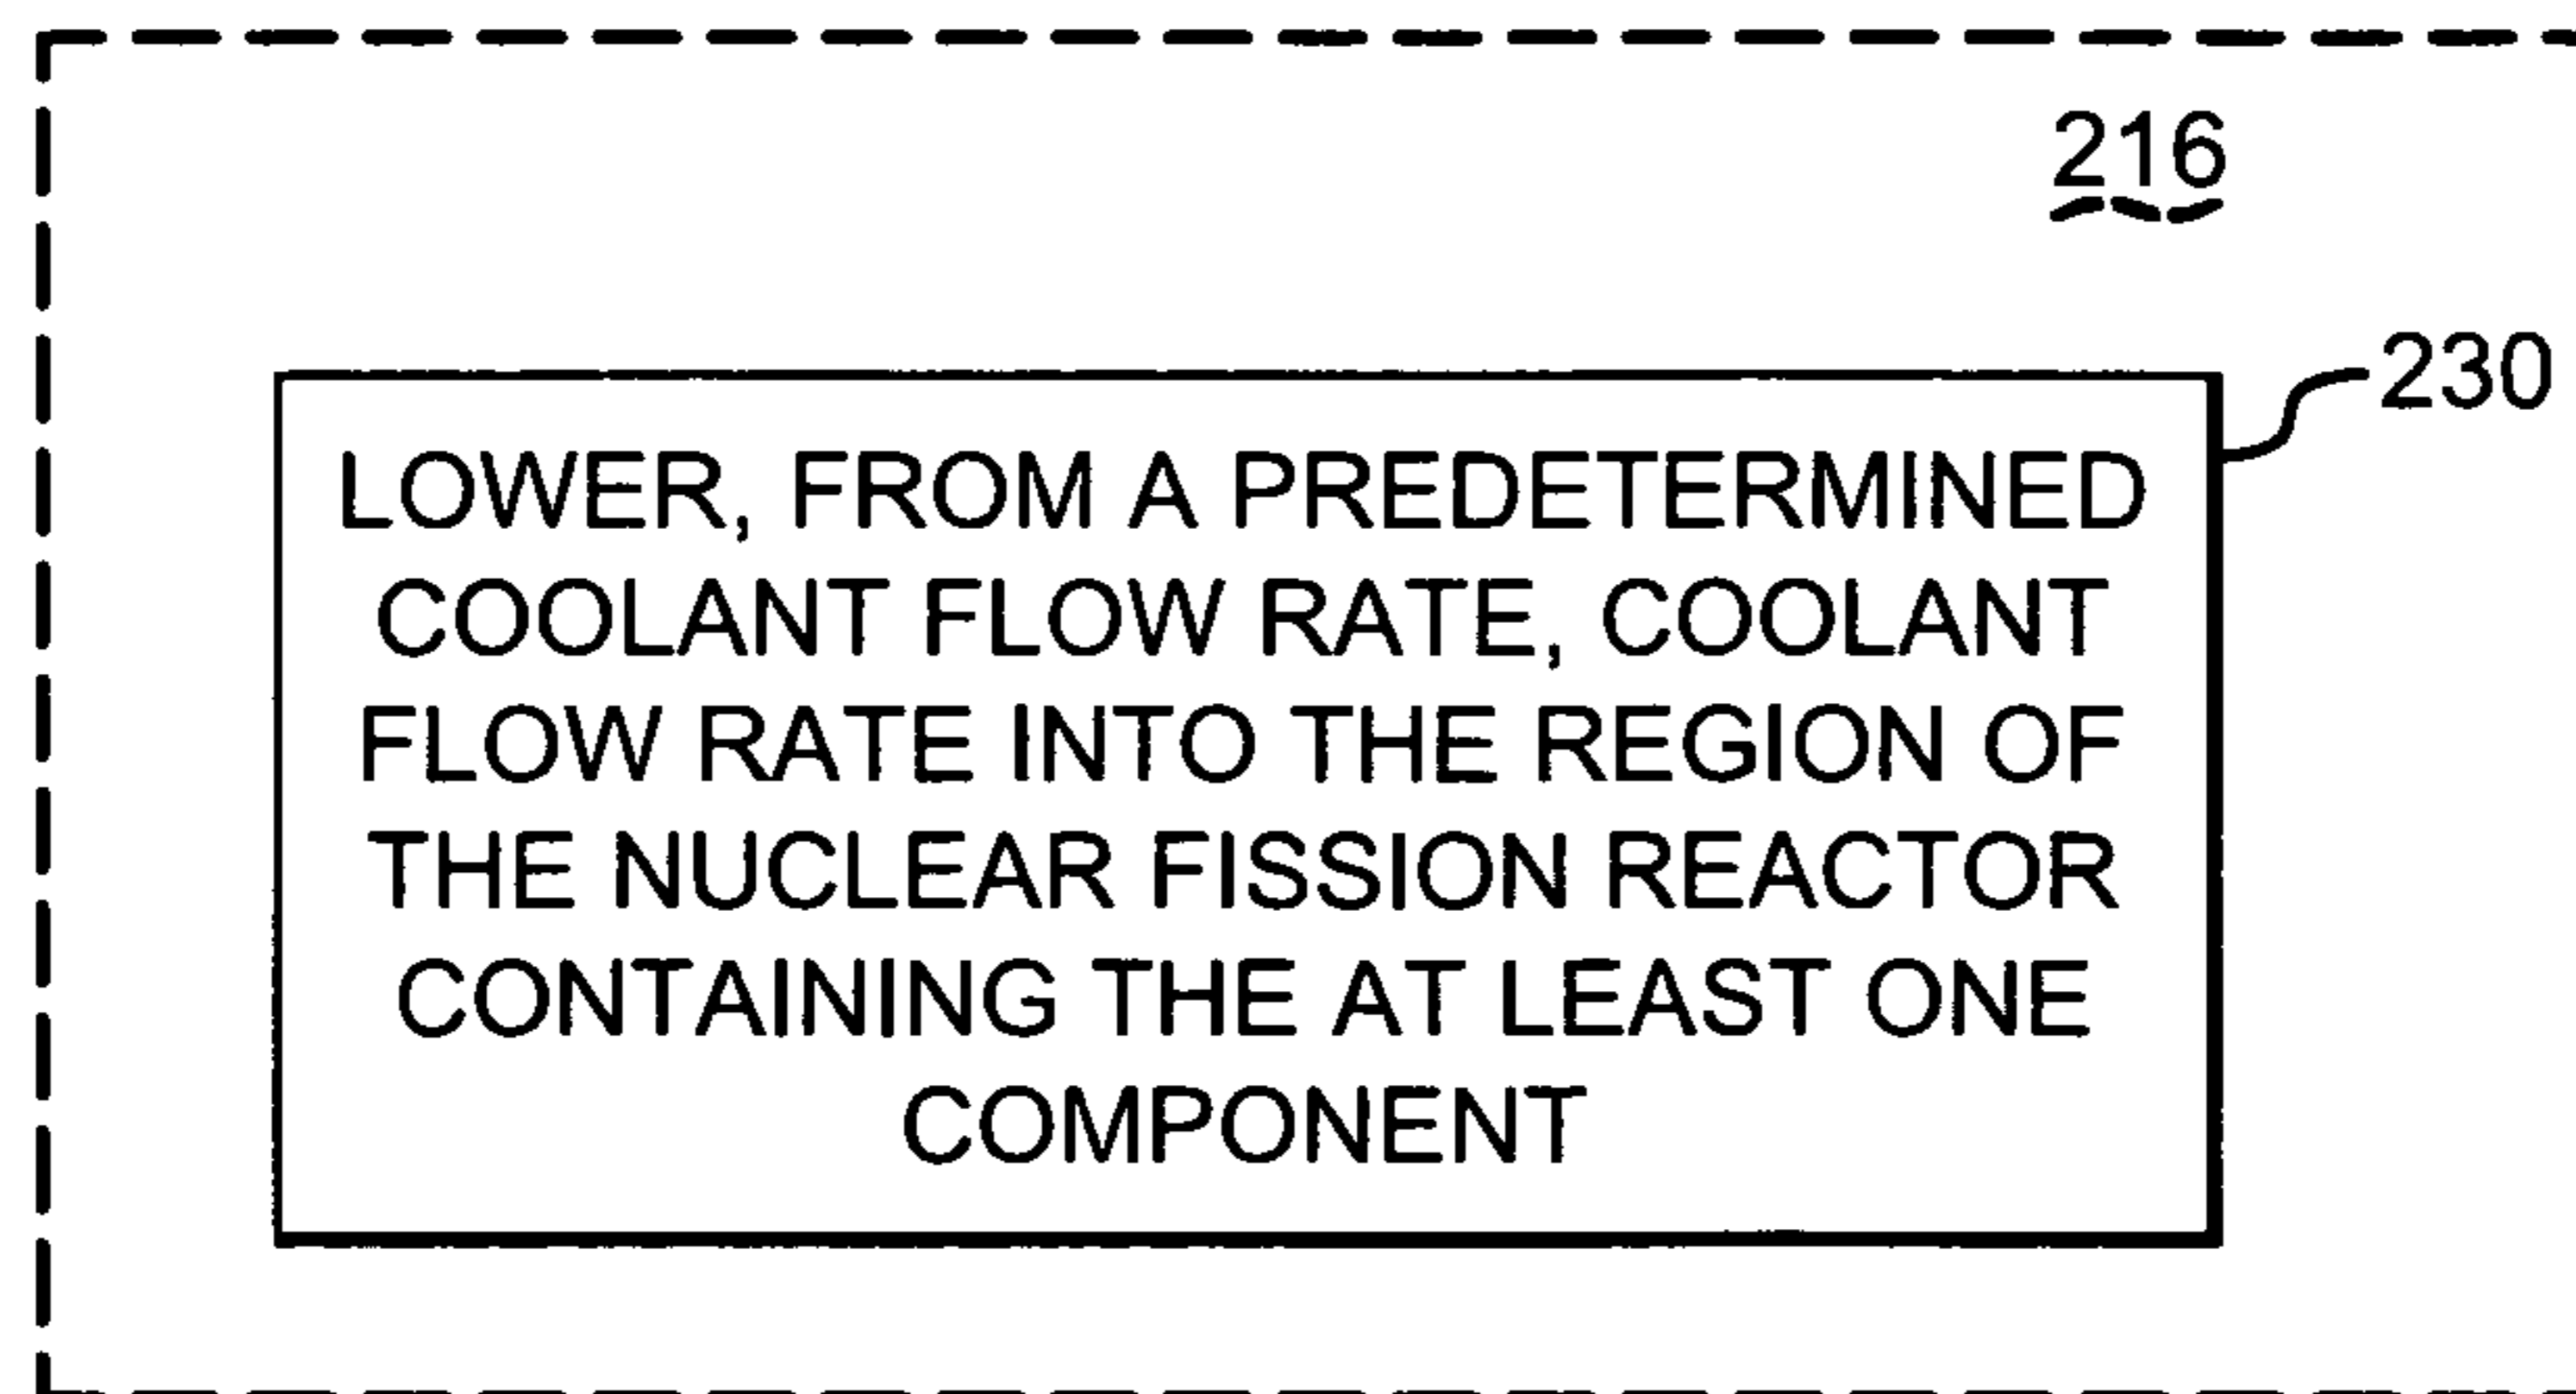 216
230
LOWER, FROM A PREDETERMINED
COOLANT FLOW RATE, COOLANT
FLOW RATE INTO THE REGION OF
THE NUCLEAR FISSION REACTOR
CONTAINING THE AT LEAST ONE
COMPONENT